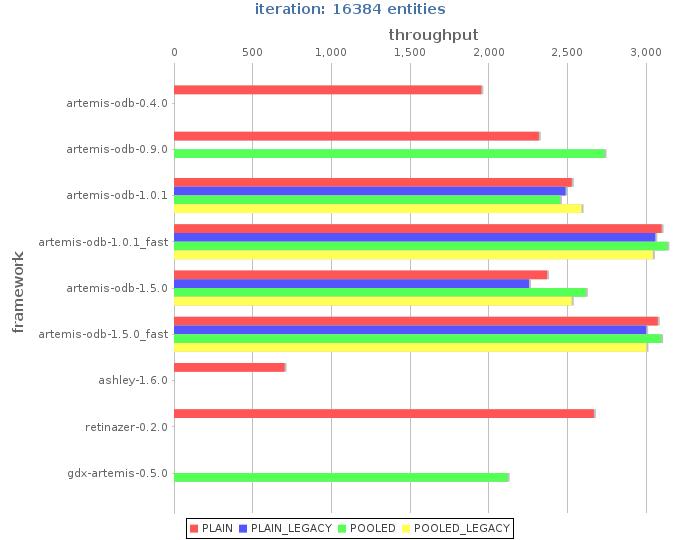 iteration: 16384 entities
throughput
0 500 1,000 1,500 2,000 2,500 3,000
framework
artemis-odb-0.4.0
artemis-odb-0.9.0
artemis-odb-1.0.1
artemis-odb-1.0.1_fast
artemis-odb-1.5.0
artemis-odb-1.5.0_fast
ashley-1.6.0
retinazer-0.2.0
gdx-artemis-0.5.0
PLAIN PLAIN_LEGACY POOLED POOLED_LEGACY